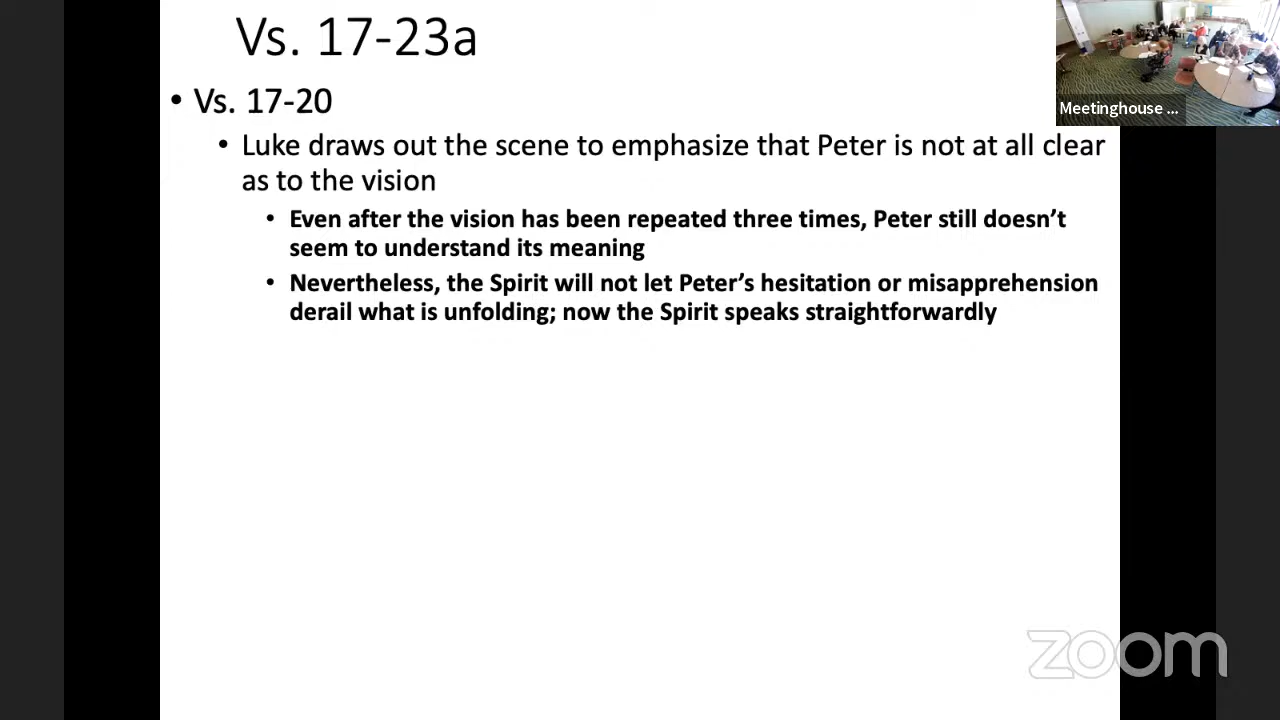 Vs. 17-23a
Meetinghouse ...
• Vs. 17-20
• Luke draws out the scene to emphasize that Peter is not at all clear
as to the vision
• Even after the vision has been repeated three times, Peter still doesn’t
seem to understand its meaning
• Nevertheless, the Spirit will not let Peter’s hesitation or misapprehension
derail what is unfolding; now the Spirit speaks straightforwardly
zoom